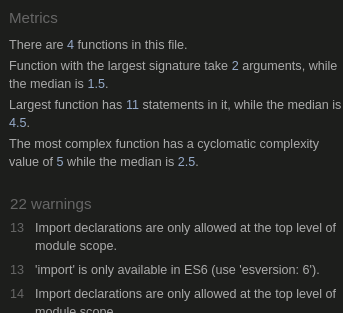 Metrics
There are 4 functions in this file.
Function with the largest signature take 2 arguments, while
the median is 1.5.
Largest function has 11 statements in it, while the median is
4.5.
The most complex function has a cyclomatic complexity
value of 5 while the median is 2.5.
22 warnings
13 Import declarations are only allowed at the top level of
module scope.
13 'import' is only available in ES6 (use 'esversion: 6').
14 Import declarations are only allowed at the top level of
module scope.